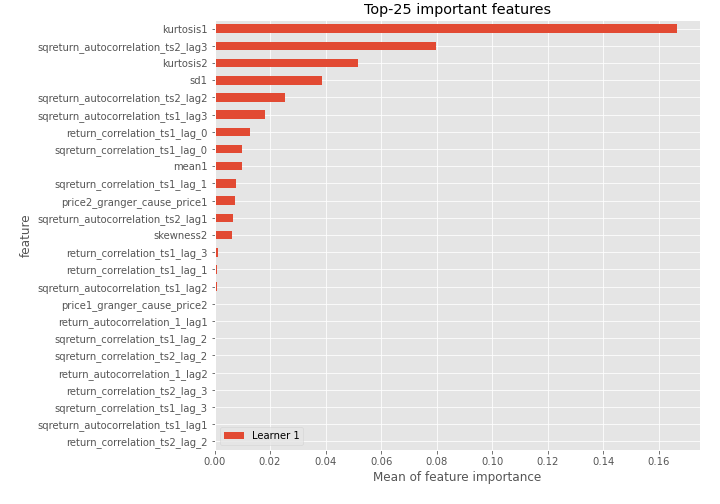 Top-25 important features
kurtosis1
sqreturn_autocorrelation_ts2_lag3
kurtosis2
sd1
sqreturn_autocorrelation_ts2_lag2
sqreturn_autocorrelation_ts1_lag3
return_correlation_ts1_lag_0
sqreturn_correlation_ts1_lag_0
mean1
sqreturn_correlation_ts1_lag_1
price2_granger_cause_price1
sqreturn_autocorrelation_ts2_lag1
skewness2
return_correlation_ts1_lag_3
return_correlation_ts1_lag_1
sqreturn_autocorrelation_ts1_lag2
price1_granger_cause_price2
return_autocorrelation_1_lag1
sqreturn_correlation_ts1_lag_2
sqreturn_correlation_ts2_lag_2
return_autocorrelation_1_lag2
return_correlation_ts2_lag_3
sqreturn_correlation_ts1_lag_3
sqreturn_autocorrelation_ts1_lag1
return_correlation_ts2_lag_2
feature
Learner 1
0.00 0.02 0.04 0.06 0.08 0.10 0.12 0.14 0.16
Mean of feature importance